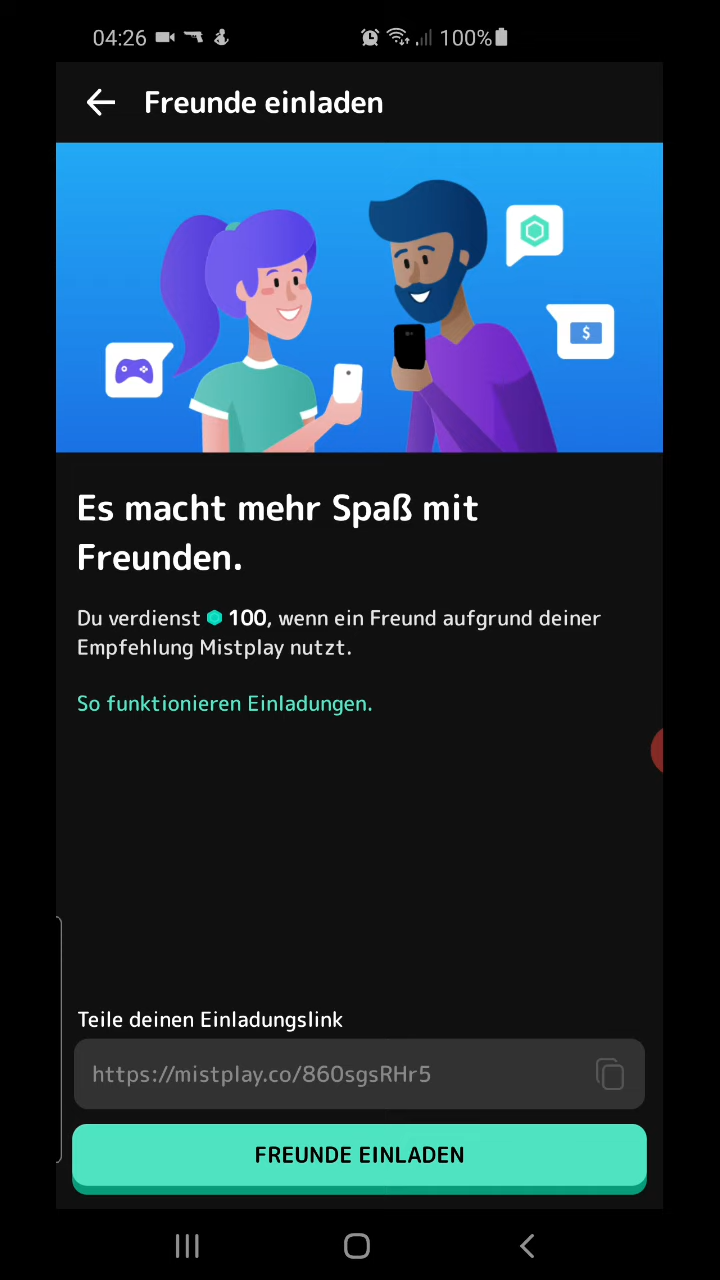 04:26 100%
Freunde einladen
$
Es macht mehr Spaß mit
Freunden.
Du verdienst 100, wenn ein Freund aufgrund deiner
Empfehlung Mistplay nutzt.
So funktionieren Einladungen.
Teile deinen Einladungslink
https://mistplay.co/86OsgsRHr5
FREUNDE EINLADEN